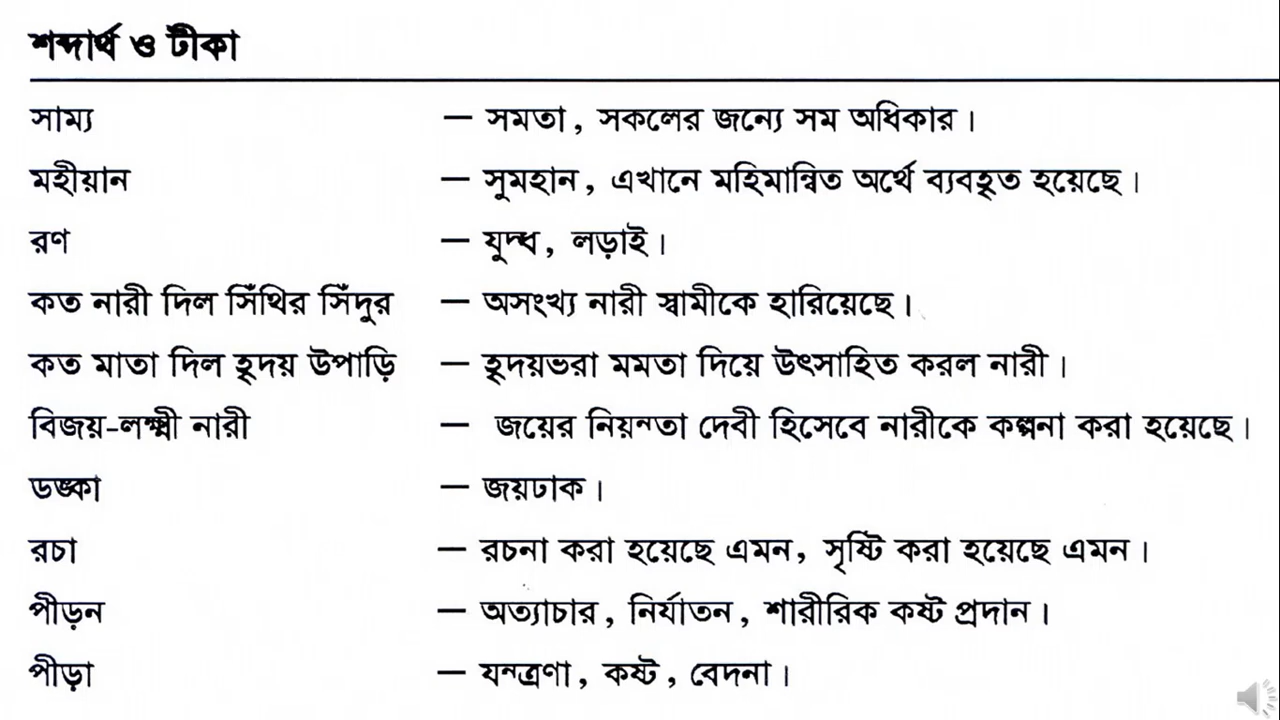 শব্দার্থ ও টীকা
সাম্য — সমতা, সকলের জন্যে সম অধিকার।
মহীয়ান — সুমহান, এখানে মহিমান্বিত অর্থে ব্যবহৃত হয়েছে।
রণ — যুদ্ধ, লড়াই।
কত নারী দিল সিঁথির সিঁদুর — অসংখ্য নারী স্বামীকে হারিয়েছে।
কত মাতা দিল হৃদয় উপাড়ি — হৃদয়ভরা মমতা দিয়ে উৎসাহিত করল নারী।
বিজয়-লক্ষ্মী নারী — জয়ের নিয়ন্তা দেবী হিসেবে নারীকে কল্পনা করা হয়েছে।
ডঙ্কা — জয়ঢাক।
রচা — রচনা করা হয়েছে এমন, সৃষ্টি করা হয়েছে এমন।
পীড়ন — অত্যাচার, নির্যাতন, শারীরিক কষ্ট প্রদান।
পীড়া — যন্ত্রণা, কষ্ট, বেদনা।